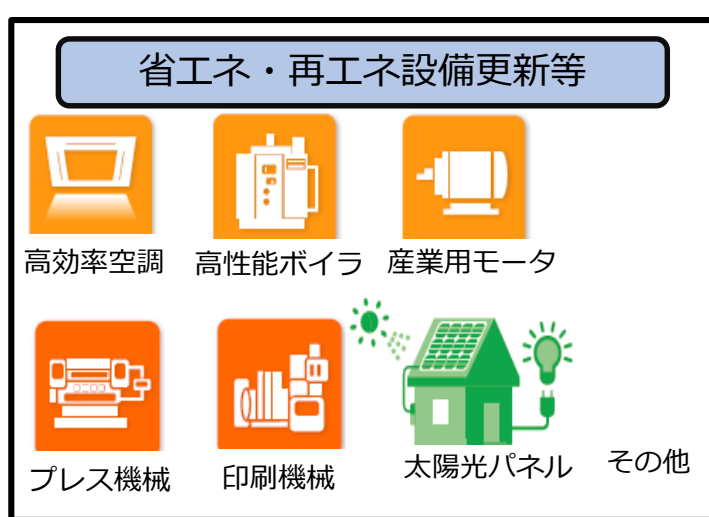 省エネ・再エネ設備更新等
高効率空調
高性能ボイラ
産業用モータ
プレス機械
印刷機械
太陽光パネル
その他